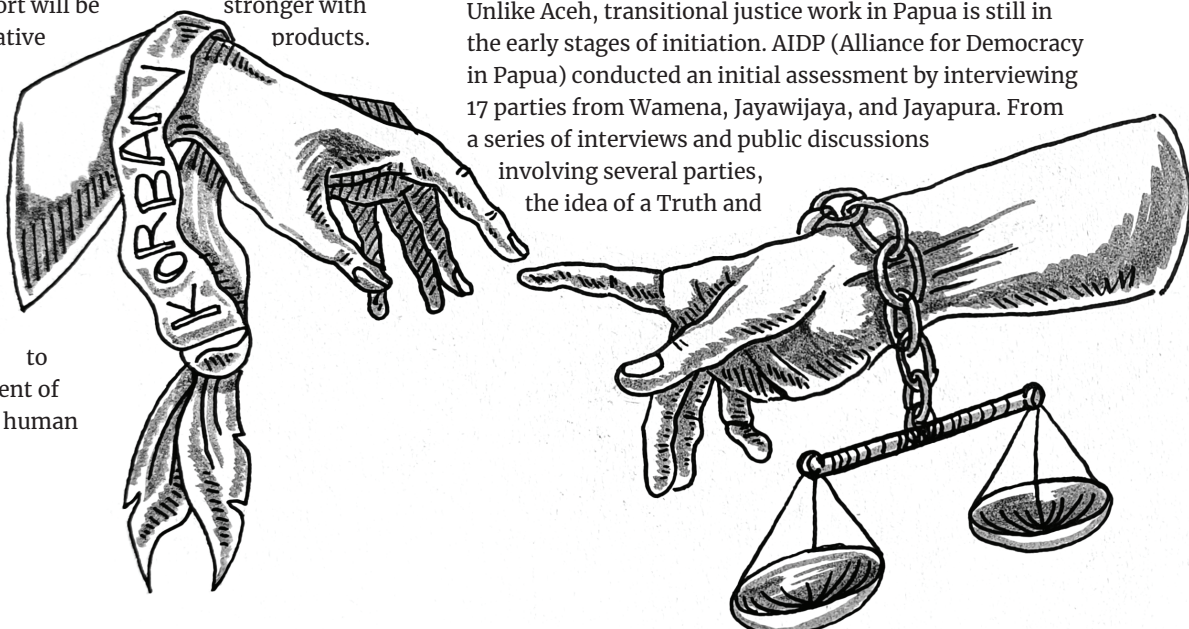 ort will be
ative
to
ent of
human
stronger with
products.
KORBAN
Unlike Aceh, transitional justice work in Papua is still in
the early stages of initiation. AIDP (Alliance for Democracy
in Papua) conducted an initial assessment by interviewing
17 parties from Wamena, Jayawijaya, and Jayapura. From
a series of interviews and public discussions
involving several parties,
the idea of a Truth and